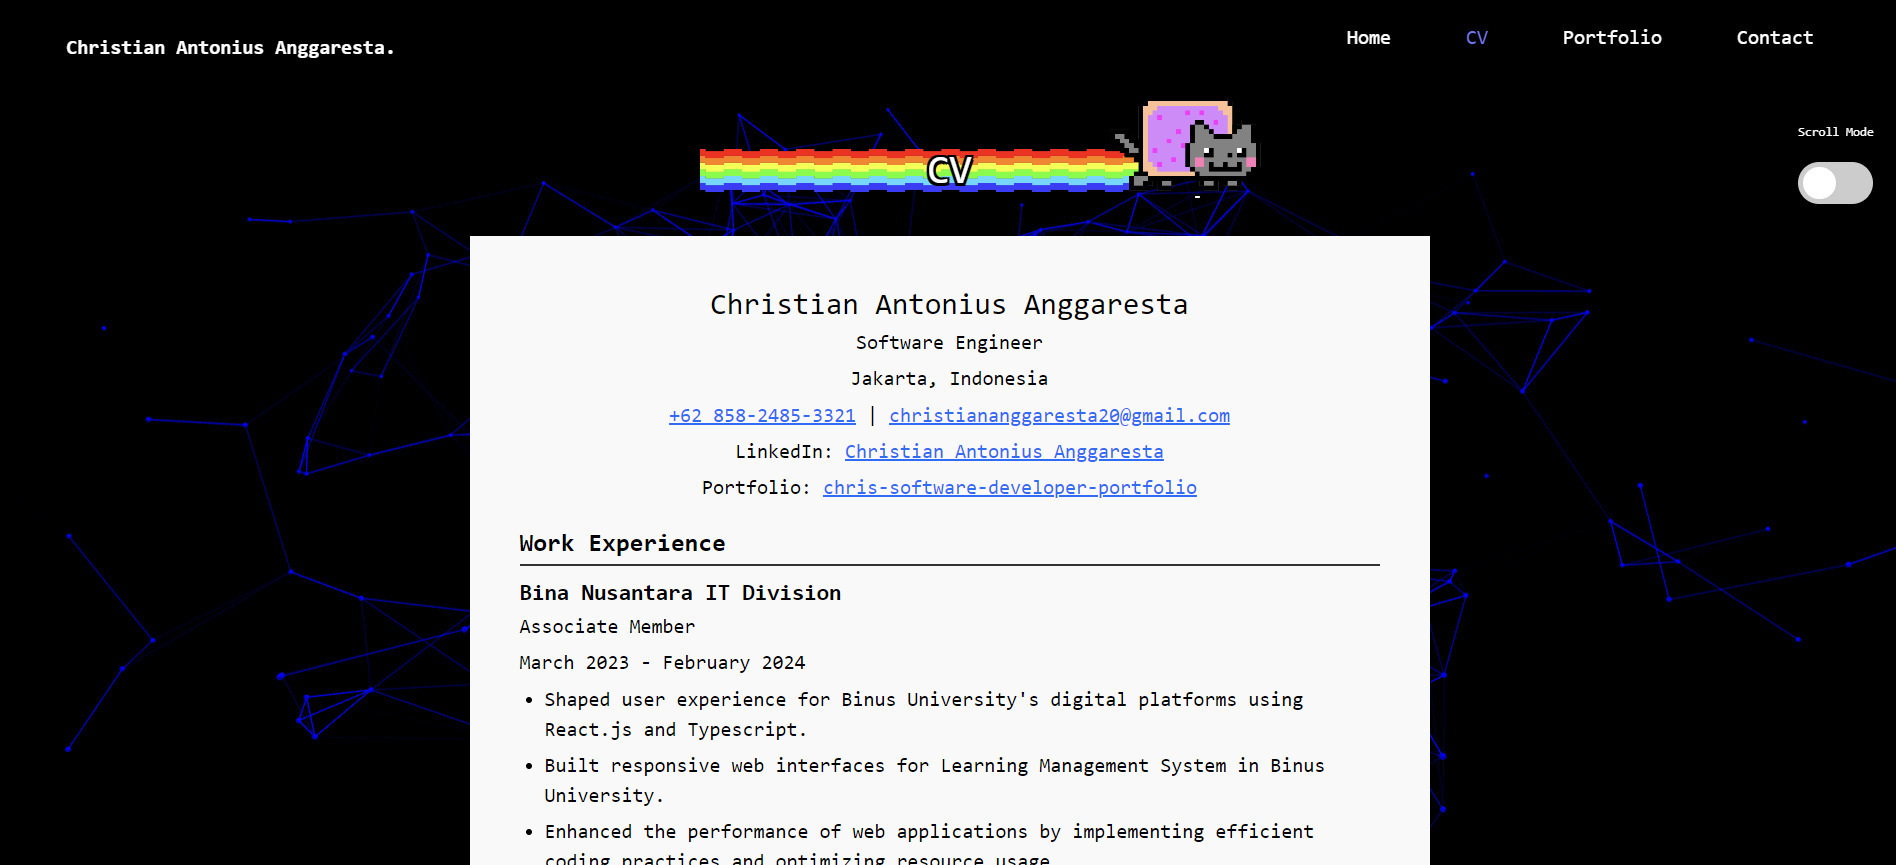 Christian Antonius Anggaresta.
Home CV Portfolio Contact
Scroll Mode
CV
Christian Antonius Anggaresta
Software Engineer
Jakarta, Indonesia
+62 858-2485-3321 | christiananggaresta20@gmail.com
LinkedIn: Christian Antonius Anggaresta
Portfolio: chris-software-developer-portfolio
Work Experience
Bina Nusantara IT Division
Associate Member
March 2023 - February 2024
• Shaped user experience for Binus University's digital platforms using
React.js and Typescript.
• Built responsive web interfaces for Learning Management System in Binus
University.
• Enhanced the performance of web applications by implementing efficient
coding practices and optimizing resource usage